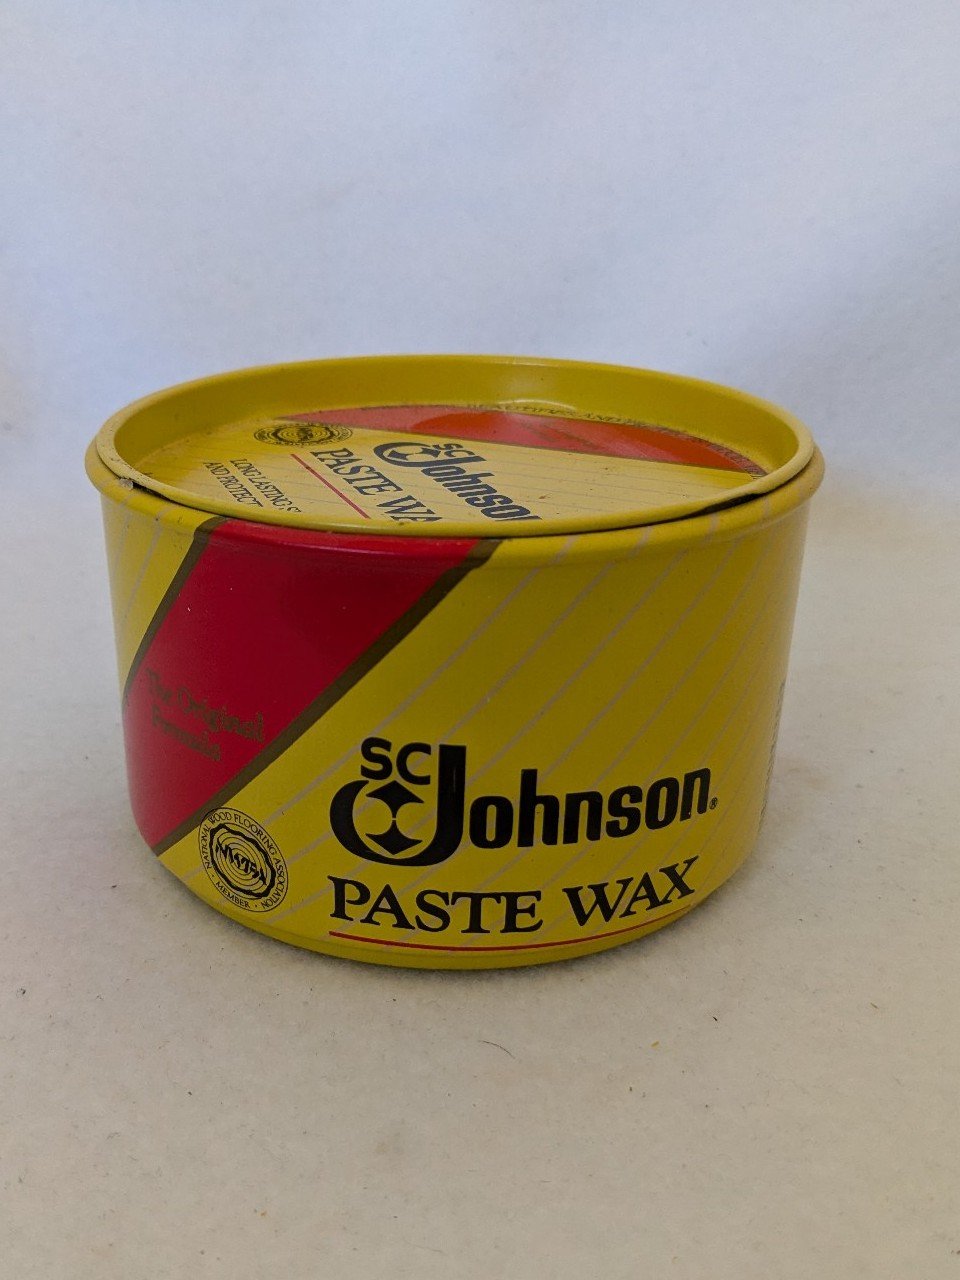 SC
Johnson
PASTE WA
LONG LASTING S
AND PROTECT
The Original
Formula
NATIONAL WOOD FLOORING ASSOCIATION
NWFA
· MEMBER ·
SC
Johnson®
PASTE WAX